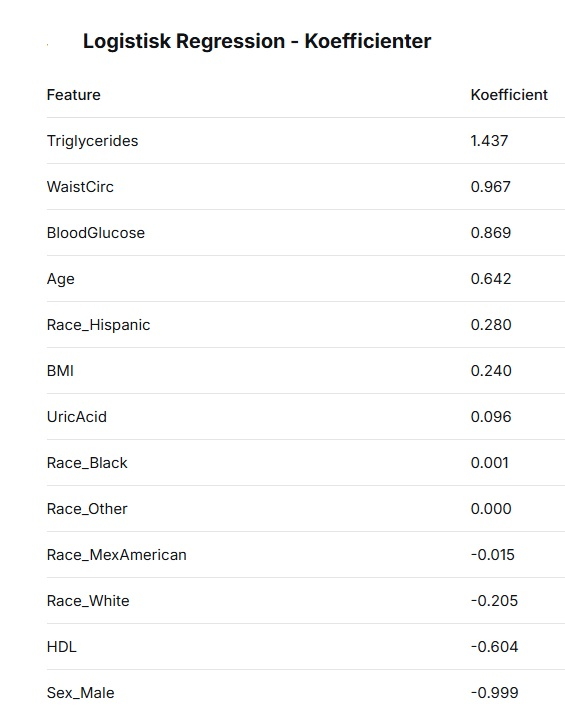 Logistisk Regression - Koefficienter
Feature Koefficient
Triglycerides 1.437
WaistCirc 0.967
BloodGlucose 0.869
Age 0.642
Race_Hispanic 0.280
BMI 0.240
UricAcid 0.096
Race_Black 0.001
Race_Other 0.000
Race_MexAmerican -0.015
Race_White -0.205
HDL -0.604
Sex_Male -0.999